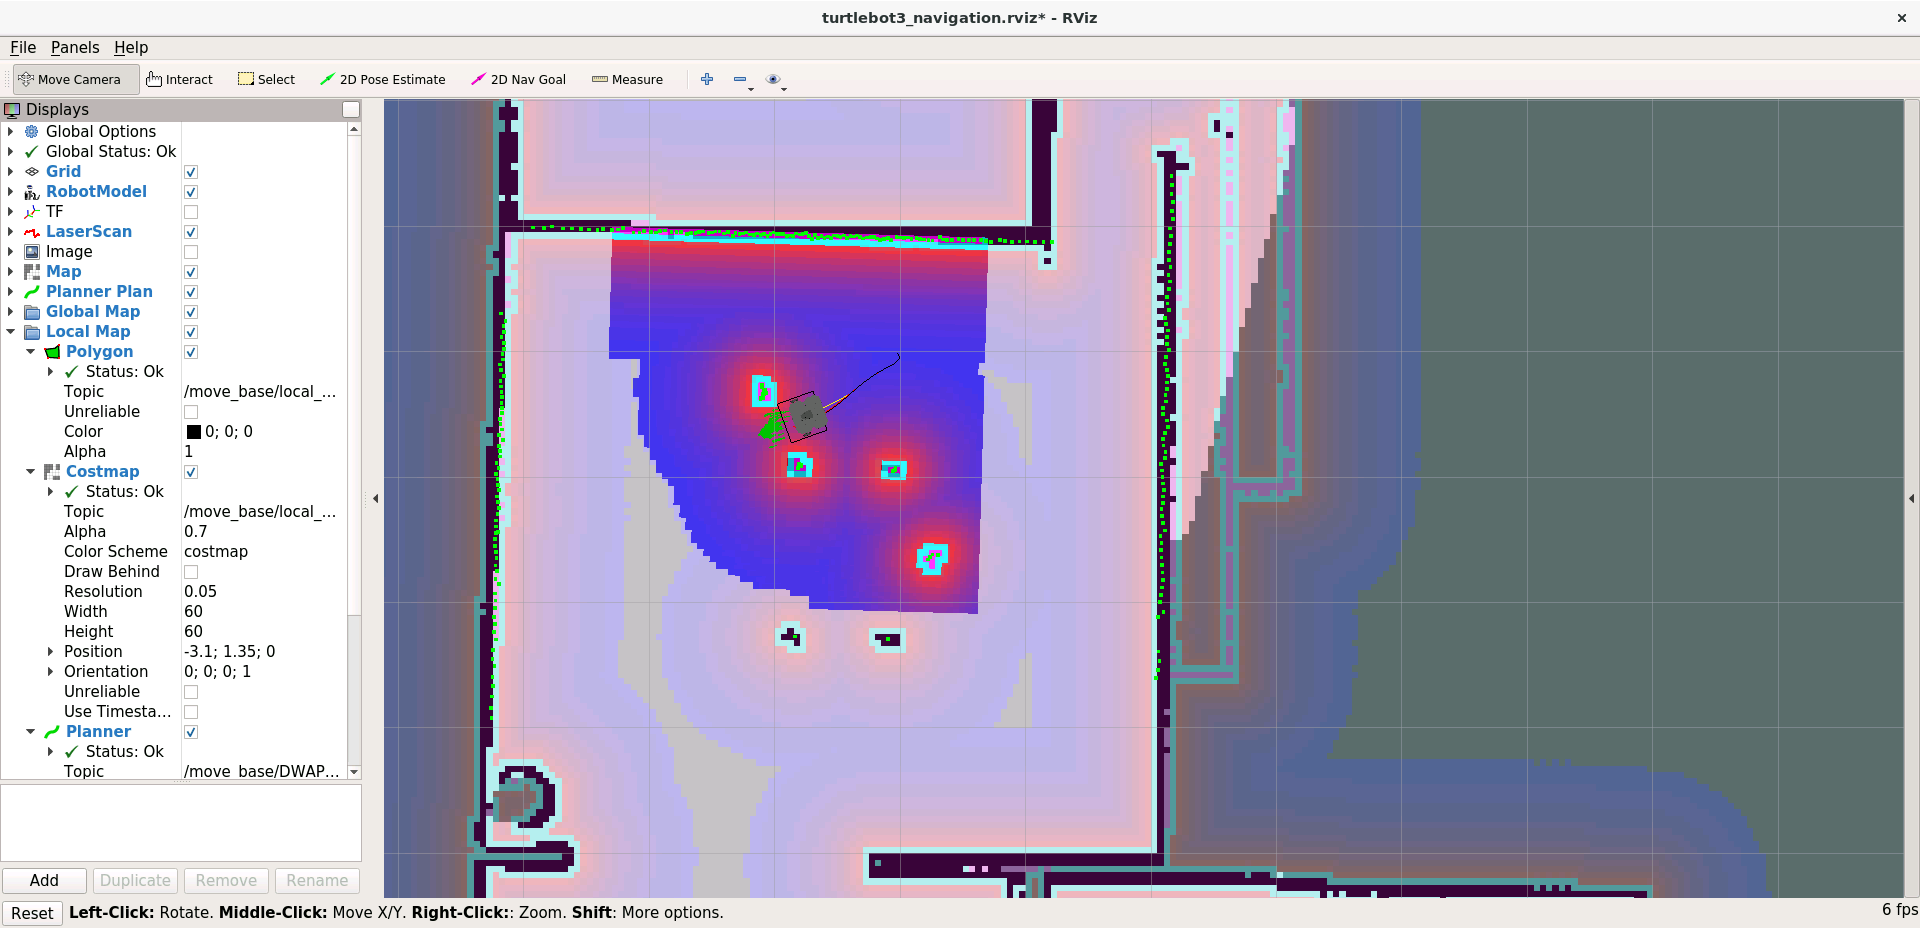 turtlebot3_navigation.rviz* - RViz
File Panels Help
Move Camera Interact Select 2D Pose Estimate 2D Nav Goal Measure
Displays
Global Options
Global Status: Ok
Grid
RobotModel
TF
LaserScan
Image
Map
Planner Plan
Global Map
Local Map
Polygon
Status: Ok
Topic /move_base/local_...
Unreliable
Color 0; 0; 0
Alpha 1
Costmap
Status: Ok
Topic /move_base/local_...
Alpha 0.7
Color Scheme costmap
Draw Behind
Resolution 0.05
Width 60
Height 60
Position -3.1; 1.35; 0
Orientation 0; 0; 0; 1
Unreliable
Use Timesta...
Planner
Status: Ok
Topic /move_base/DWAP...
Add Duplicate Remove Rename
Reset Left-Click: Rotate. Middle-Click: Move X/Y. Right-Click:: Zoom. Shift: More options. 6 fps